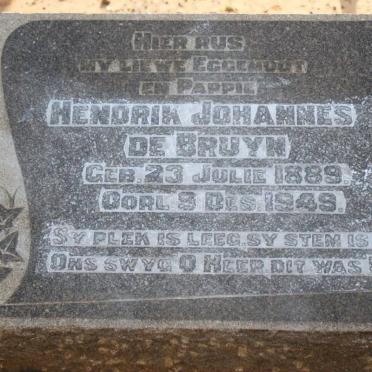 HIER RUS
MY LIEWE EGGENOOT
EN PAPPIE
HENDRIK JOHANNES
DE BRUYN
GEB 23 JULIE 1889
OORL 9 DES 1949
SY PLEK IS LEEG, SY STEM IS
ONS SWYG O HEER DIT WAS